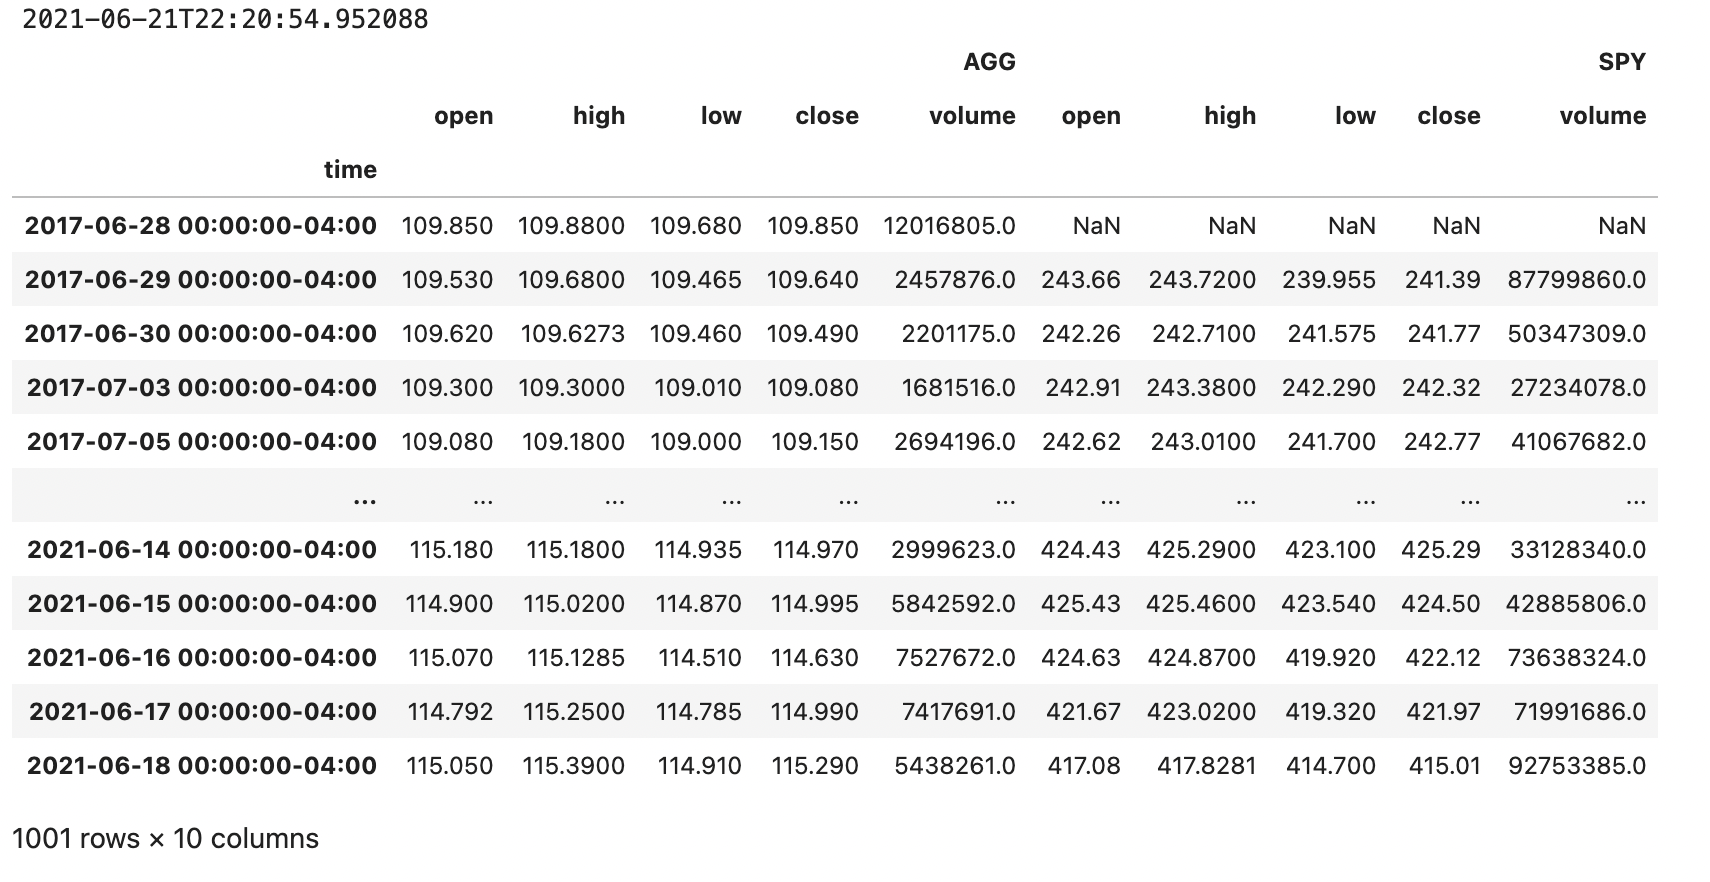 2021-06-21T22:20:54.952088
AGG SPY
open high low close volume open high low close volume
time
2017-06-28 00:00:00-04:00 109.850 109.8800 109.680 109.850 12016805.0 NaN NaN NaN NaN NaN
2017-06-29 00:00:00-04:00 109.530 109.6800 109.465 109.640 2457876.0 243.66 243.7200 239.955 241.39 87799860.0
2017-06-30 00:00:00-04:00 109.620 109.6273 109.460 109.490 2201175.0 242.26 242.7100 241.575 241.77 50347309.0
2017-07-03 00:00:00-04:00 109.300 109.3000 109.010 109.080 1681516.0 242.91 243.3800 242.290 242.32 27234078.0
2017-07-05 00:00:00-04:00 109.080 109.1800 109.000 109.150 2694196.0 242.62 243.0100 241.700 242.77 41067682.0
... ... ... ... ... ... ... ... ... ... ...
2021-06-14 00:00:00-04:00 115.180 115.1800 114.935 114.970 2999623.0 424.43 425.2900 423.100 425.29 33128340.0
2021-06-15 00:00:00-04:00 114.900 115.0200 114.870 114.995 5842592.0 425.43 425.4600 423.540 424.50 42885806.0
2021-06-16 00:00:00-04:00 115.070 115.1285 114.510 114.630 7527672.0 424.63 424.8700 419.920 422.12 73638324.0
2021-06-17 00:00:00-04:00 114.792 115.2500 114.785 114.990 7417691.0 421.67 423.0200 419.320 421.97 71991686.0
2021-06-18 00:00:00-04:00 115.050 115.3900 114.910 115.290 5438261.0 417.08 417.8281 414.700 415.01 92753385.0
1001 rows × 10 columns